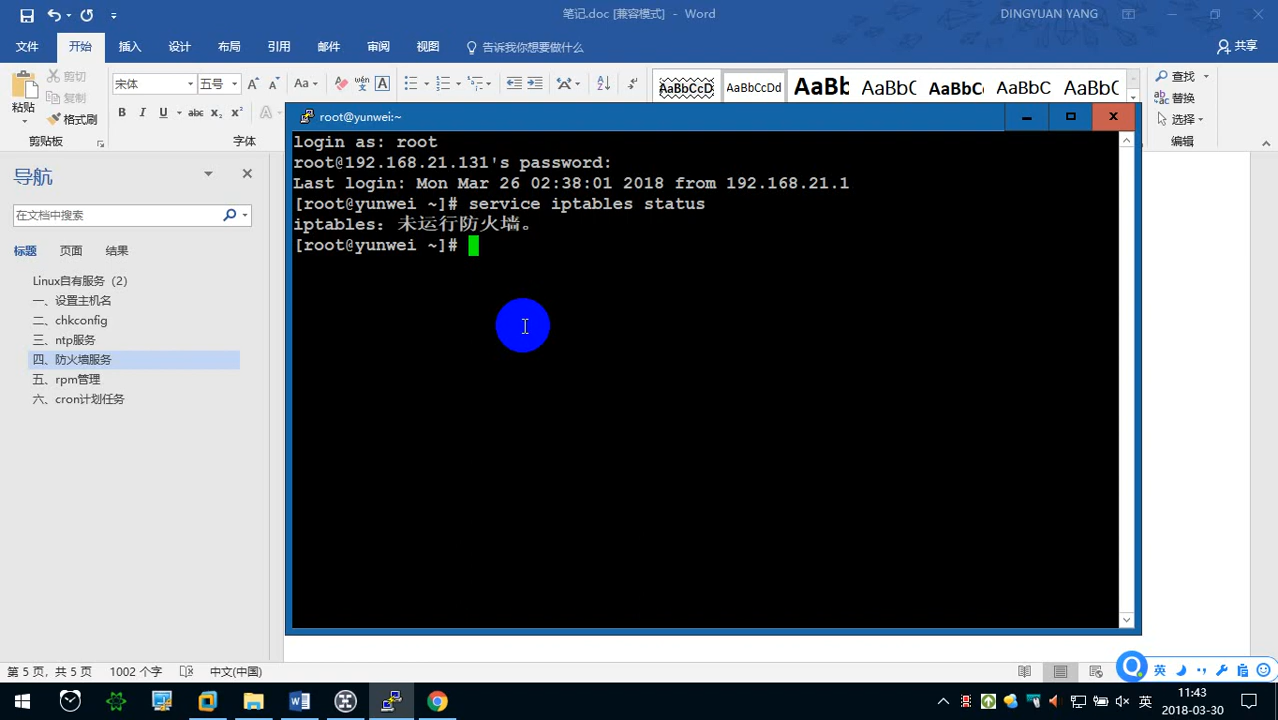 笔记.doc [兼容模式] - Word
DINGYUAN YANG
文件 开始 插入 设计 布局 引用 邮件 审阅 视图 告诉我你想要做什么 共享
粘贴
剪切
复制
格式刷
剪贴板
宋体 五号
字体
AaBbCcD AaBbCcDd AaBb AaBbC AaBbC AaBbC AaBbC
查找
替换
选择
编辑
导航
在文档中搜索
标题 页面 结果
Linux自有服务(2)
一、设置主机名
二、chkconfig
三、ntp服务
四、防火墙服务
五、rpm管理
六、cron计划任务
root@yunwei:~
login as: root
root@192.168.21.131's password:
Last login: Mon Mar 26 02:38:01 2018 from 192.168.21.1
[root@yunwei ~]# service iptables status
iptables: 未运行防火墙。
[root@yunwei ~]#
第 5 页，共 5 页 1002 个字 中文(中国)
英
英
11:43
2018-03-30